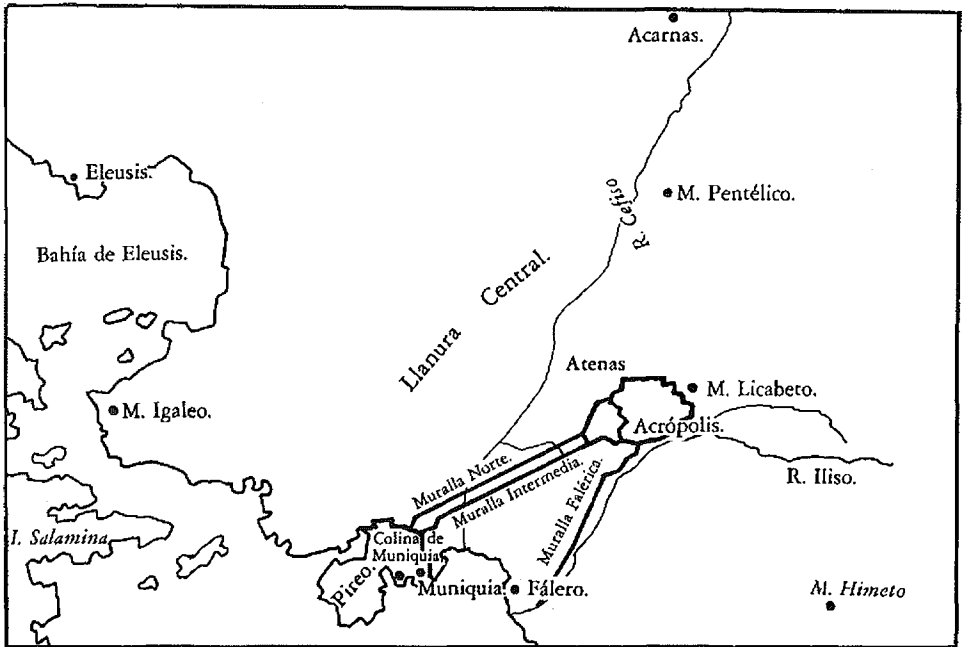 Acarnas.
Eleusis.
R. Cefiso
M. Pentélico.
Bahía de Eleusis.
Llanura Central.
Atenas
M. Licabeto.
M. Igaleo.
Acrópolis.
Muralla Norte.
Muralla Intermedia.
Muralla Falérica.
R. Iliso.
I. Salamina
Colina de
Muniquia
Pireo.
Muniquia
Fálero.
M. Himeto